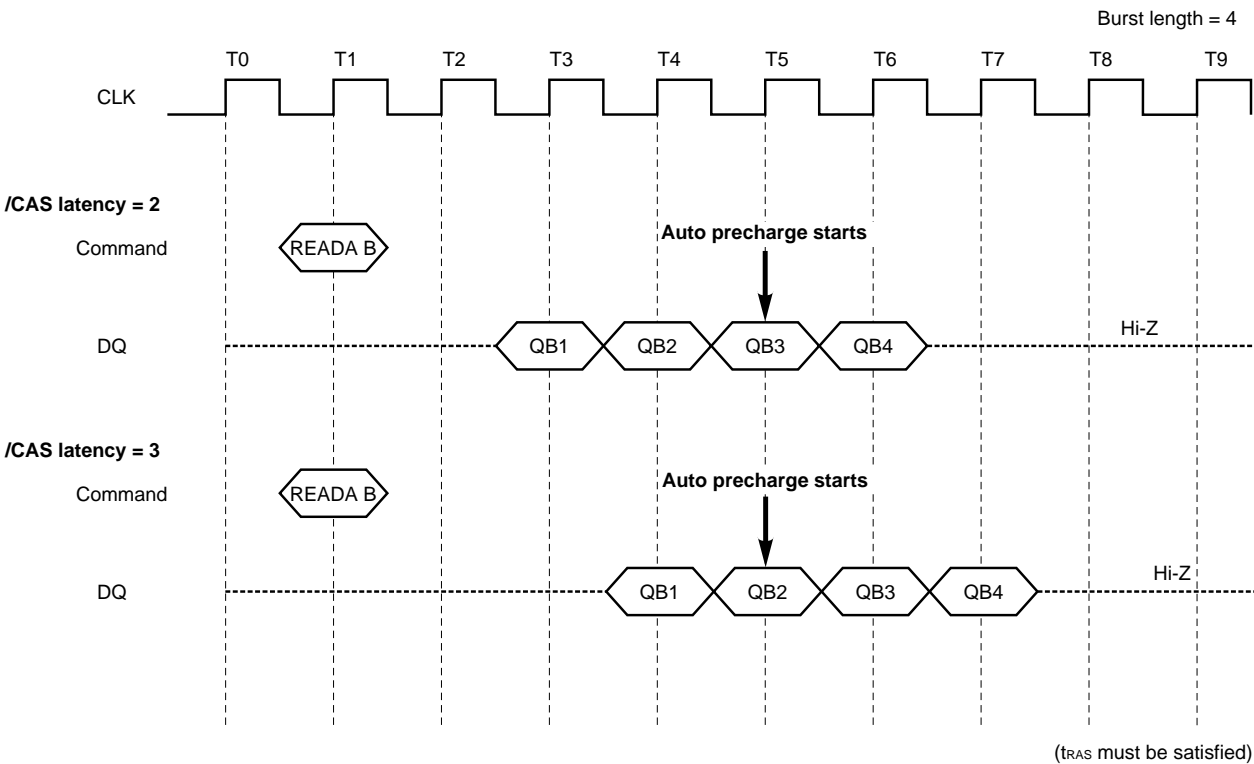 Burst length = 4
T0 T1 T2 T3 T4 T5 T6 T7 T8 T9
CLK
/CAS latency = 2
Command READA B Auto precharge starts
DQ QB1 QB2 QB3 QB4 Hi-Z
/CAS latency = 3
Command READA B Auto precharge starts
DQ QB1 QB2 QB3 QB4 Hi-Z
(tRAS must be satisfied)